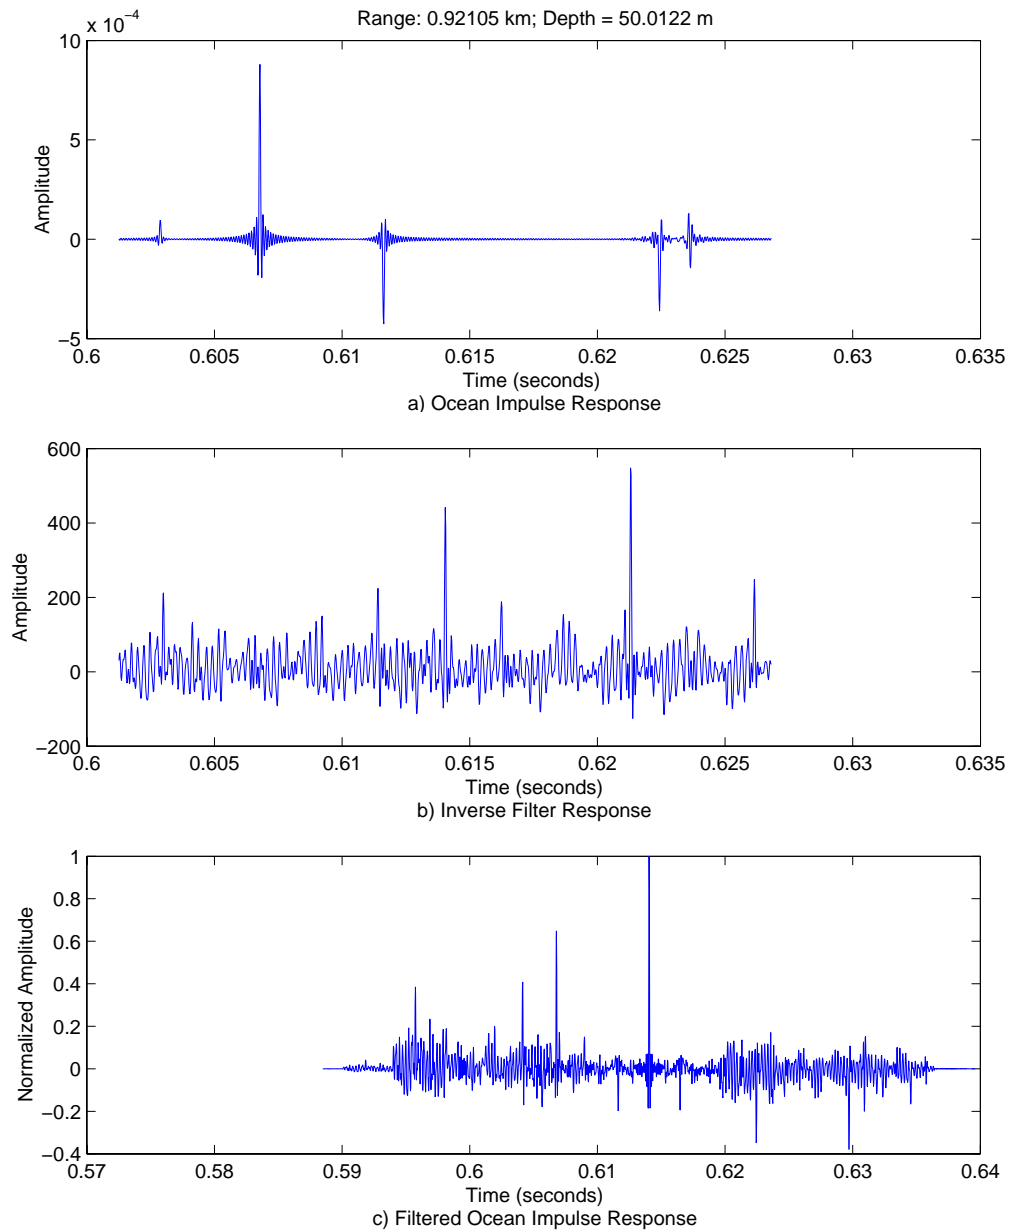 x 10⁻⁴
Range: 0.92105 km; Depth = 50.0122 m
10
5
0
−5
Amplitude
0.6 0.605 0.61 0.615 0.62 0.625 0.63 0.635
Time (seconds)
a) Ocean Impulse Response
600
400
200
0
−200
Amplitude
0.6 0.605 0.61 0.615 0.62 0.625 0.63 0.635
Time (seconds)
b) Inverse Filter Response
1
0.8
0.6
0.4
0.2
0
−0.2
−0.4
Normalized Amplitude
0.57 0.58 0.59 0.6 0.61 0.62 0.63 0.64
Time (seconds)
c) Filtered Ocean Impulse Response